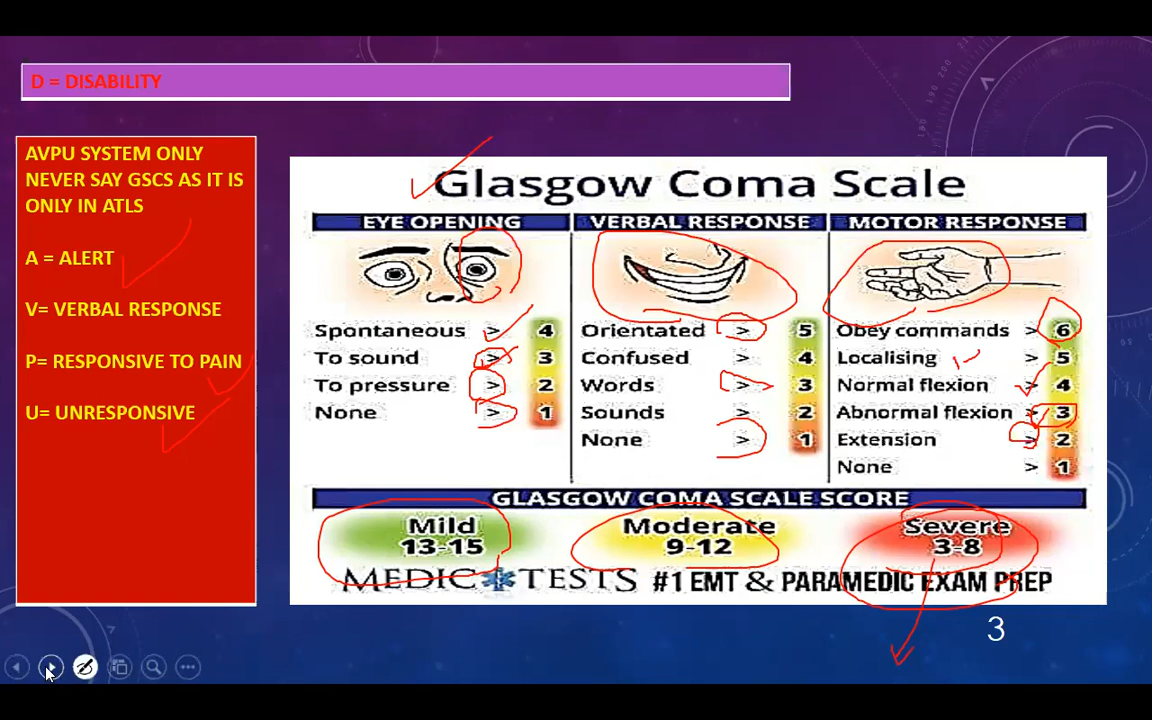 D = DISABILITY
AVPU SYSTEM ONLY
NEVER SAY GSCS AS IT IS
ONLY IN ATLS
A = ALERT
V= VERBAL RESPONSE
P= RESPONSIVE TO PAIN
U= UNRESPONSIVE
Glasgow Coma Scale
EYE OPENING
Spontaneous > 4
To sound > 3
To pressure > 2
None > 1
VERBAL RESPONSE
Orientated > 5
Confused > 4
Words > 3
Sounds > 2
None > 1
MOTOR RESPONSE
Obey commands > 6
Localising > 5
Normal flexion > 4
Abnormal flexion > 3
Extension > 2
None > 1
GLASGOW COMA SCALE SCORE
Mild
13-15
Moderate
9-12
Severe
3-8
MEDIC TESTS #1 EMT & PARAMEDIC EXAM PREP
3